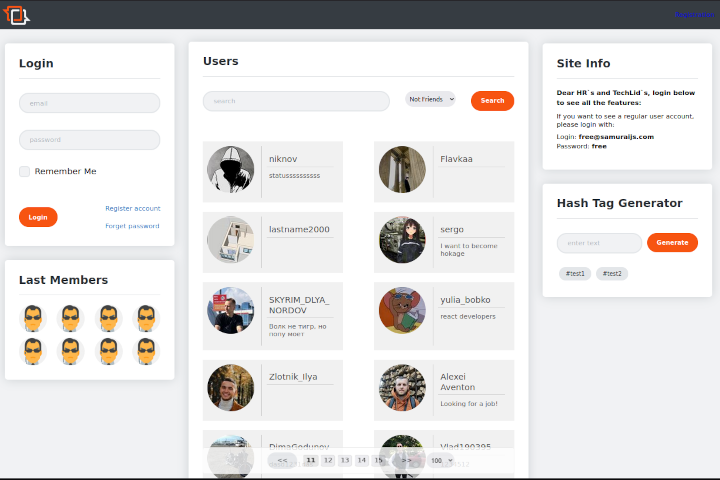 Registration
Login
email
password
Remember Me
Login
Register account
Forget password
Last Members
Users
search
Not Friends
Search
niknov
statusssssssssss
Flavkaa
lastname2000
sergo
I want to become
hokage
SKYRIM_DLYA_
NORDOV
Волк не тигр, но
попу моет
yulia_bobko
react developers
Zlotnik_Ilya
Alexei
Aventon
Looking for a job!
DimaGodunov
Vlad190395
<< 11 12 13 14 15 >> 100
Site Info
Dear HR`s and TechLid`s, login below
to see all the features:
If you want to see a regular user account,
please login with:
Login: free@samuraijs.com
Password: free
Hash Tag Generator
enter text
Generate
#test1 #test2